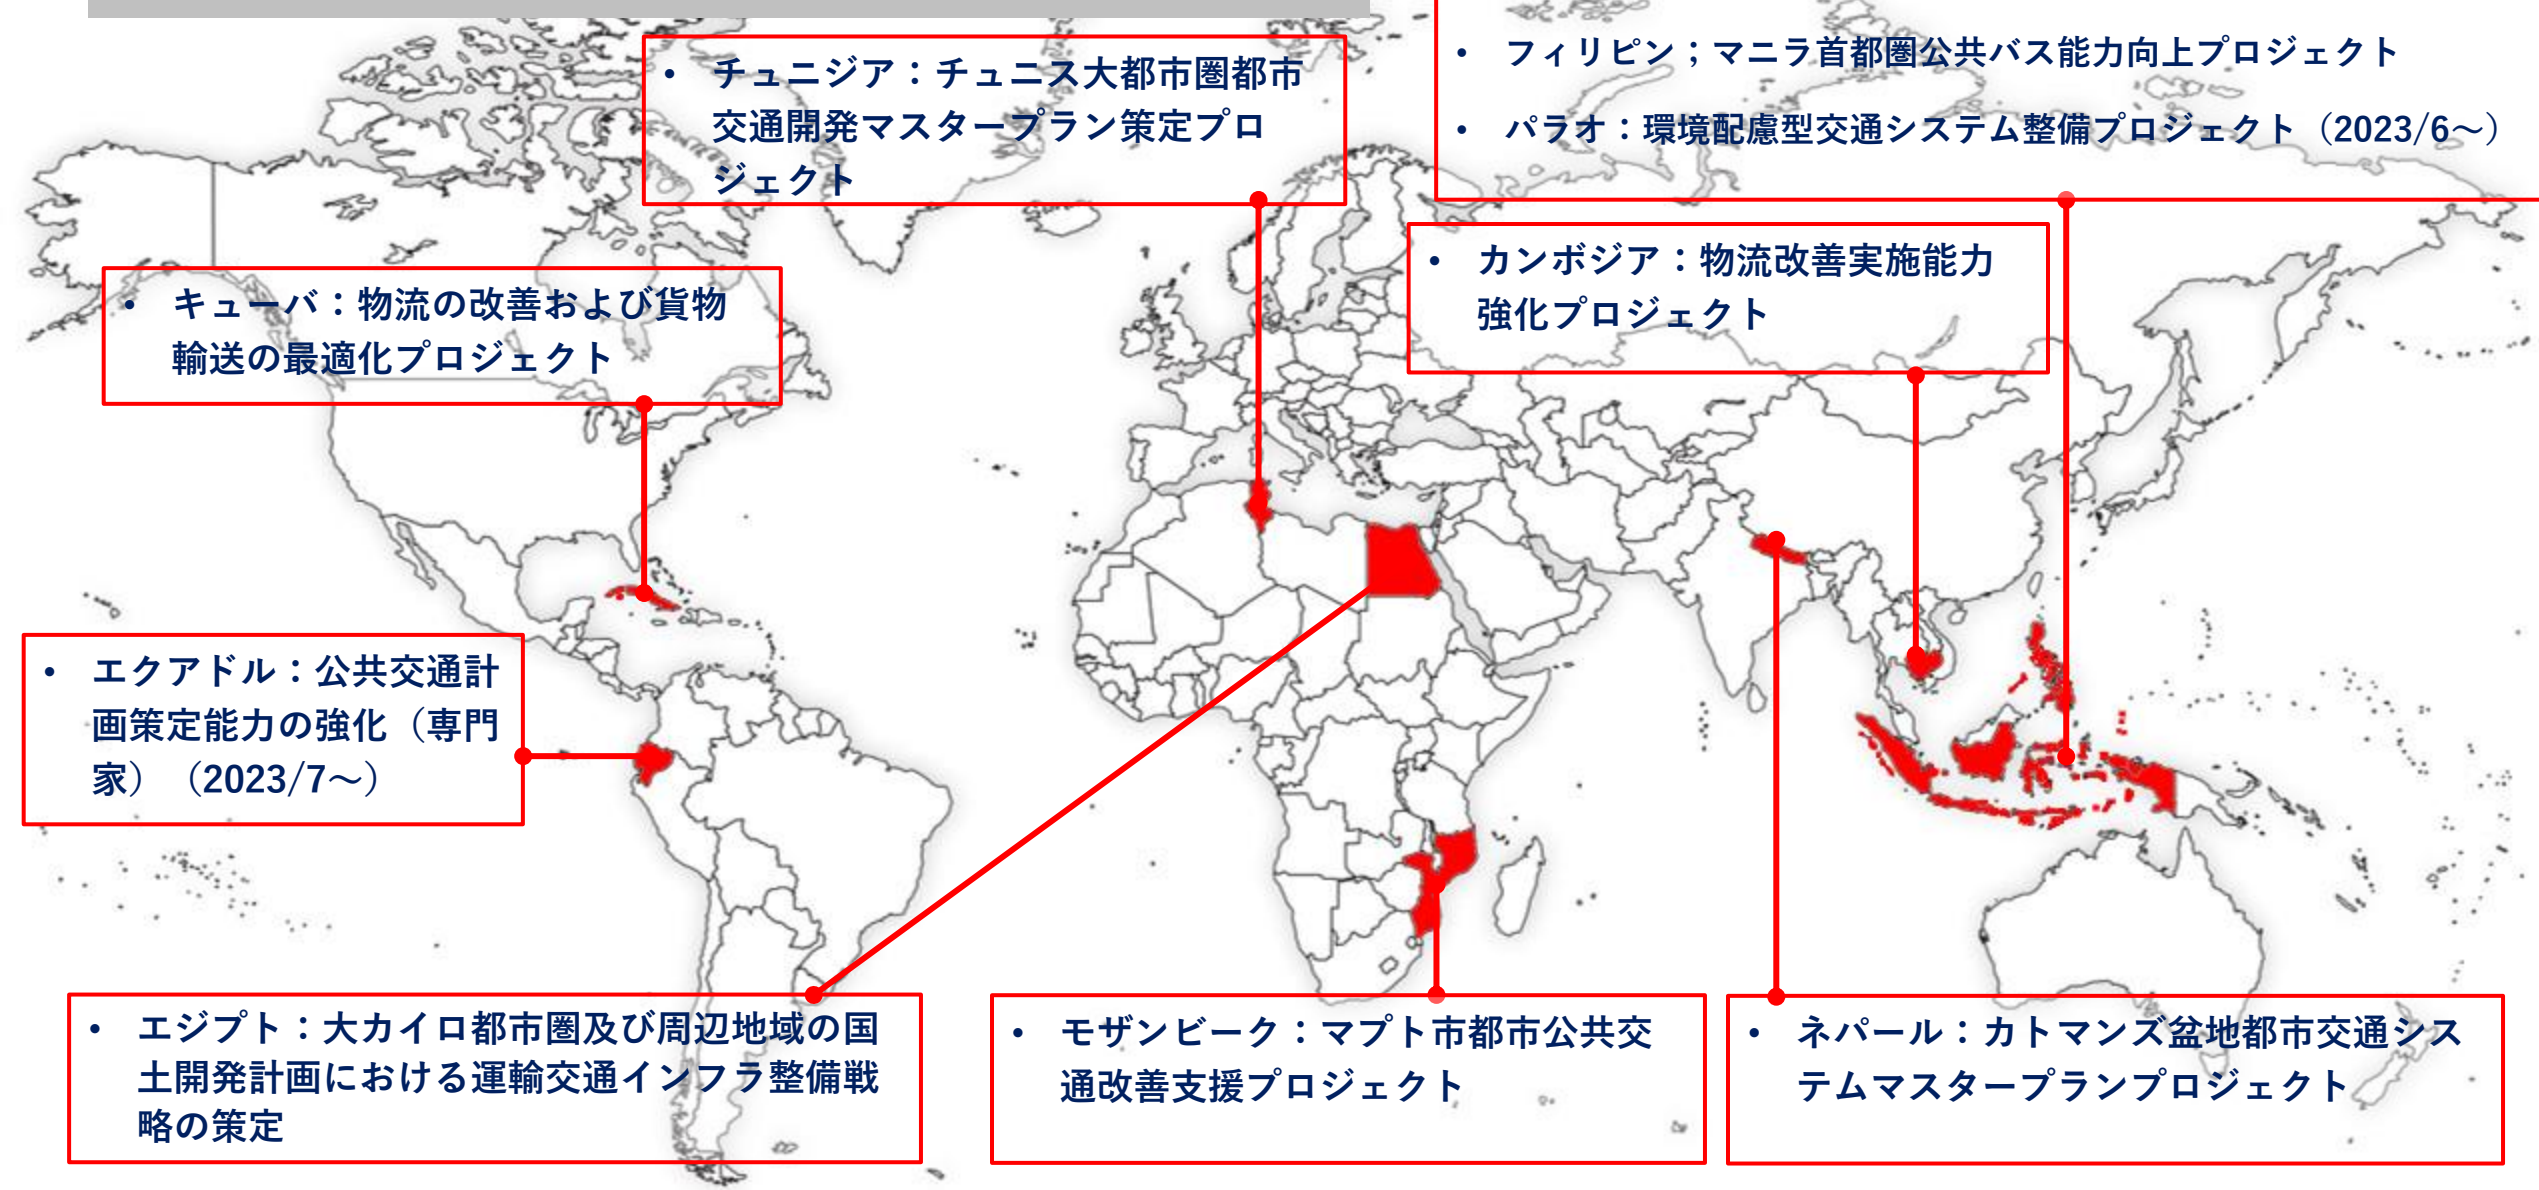 • チュニジア：チュニス大都市圏都市
交通開発マスタープラン策定プロ
ジェクト
• フィリピン；マニラ首都圏公共バス能力向上プロジェクト
• パラオ：環境配慮型交通システム整備プロジェクト（2023/6～）
• カンボジア：物流改善実施能力
強化プロジェクト
• キューバ：物流の改善および貨物
輸送の最適化プロジェクト
• エクアドル：公共交通計
画策定能力の強化（専門
家）（2023/7～）
• エジプト：大カイロ都市圏及び周辺地域の国
土開発計画における運輸交通インフラ整備戦
略の策定
• モザンビーク：マプト市都市公共交
通改善支援プロジェクト
• ネパール：カトマンズ盆地都市交通シス
テムマスタープランプロジェクト